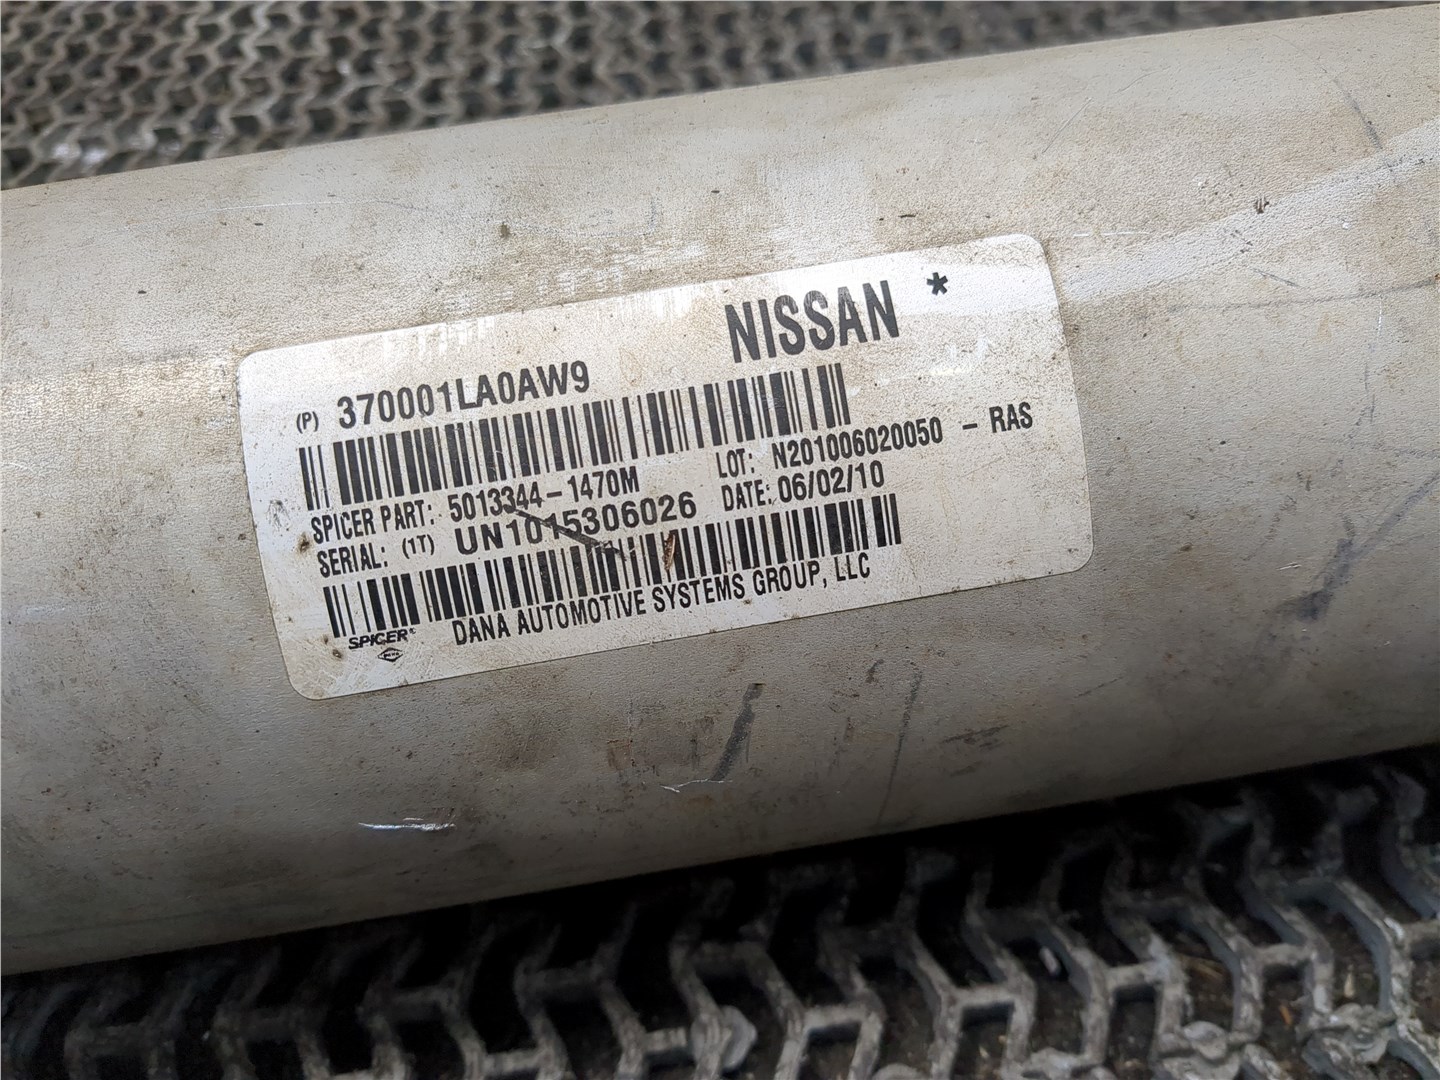 NISSAN *
(P) 370001LA0AW9
SPICER PART: 5013344-1470M LOT: N201006020050 - RAS
SERIAL: (1T) UN1015306026 DATE: 06/02/10
SPICER® DANA AUTOMOTIVE SYSTEMS GROUP, LLC
DANA